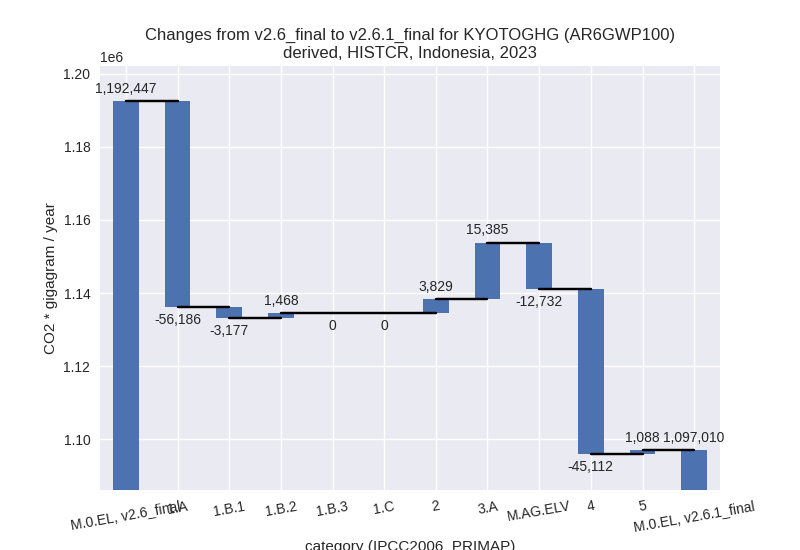 Changes from v2.6_final to v2.6.1_final for KYOTOGHG (AR6GWP100)
derived, HISTCR, Indonesia, 2023
1e6
1.20
1.18
1.16
1.14
1.12
1.10
CO2 * gigagram / year
1,192,447
-56,186
-3,177
1,468
0
0
3,829
15,385
-12,732
-45,112
1,088
1,097,010
M.0.EL, v2.6_final
1.A
1.B.1
1.B.2
1.B.3
1.C
2
3.A
M.AG.ELV
4
5
M.0.EL, v2.6.1_final
category (IPCC2006_PRIMAP)